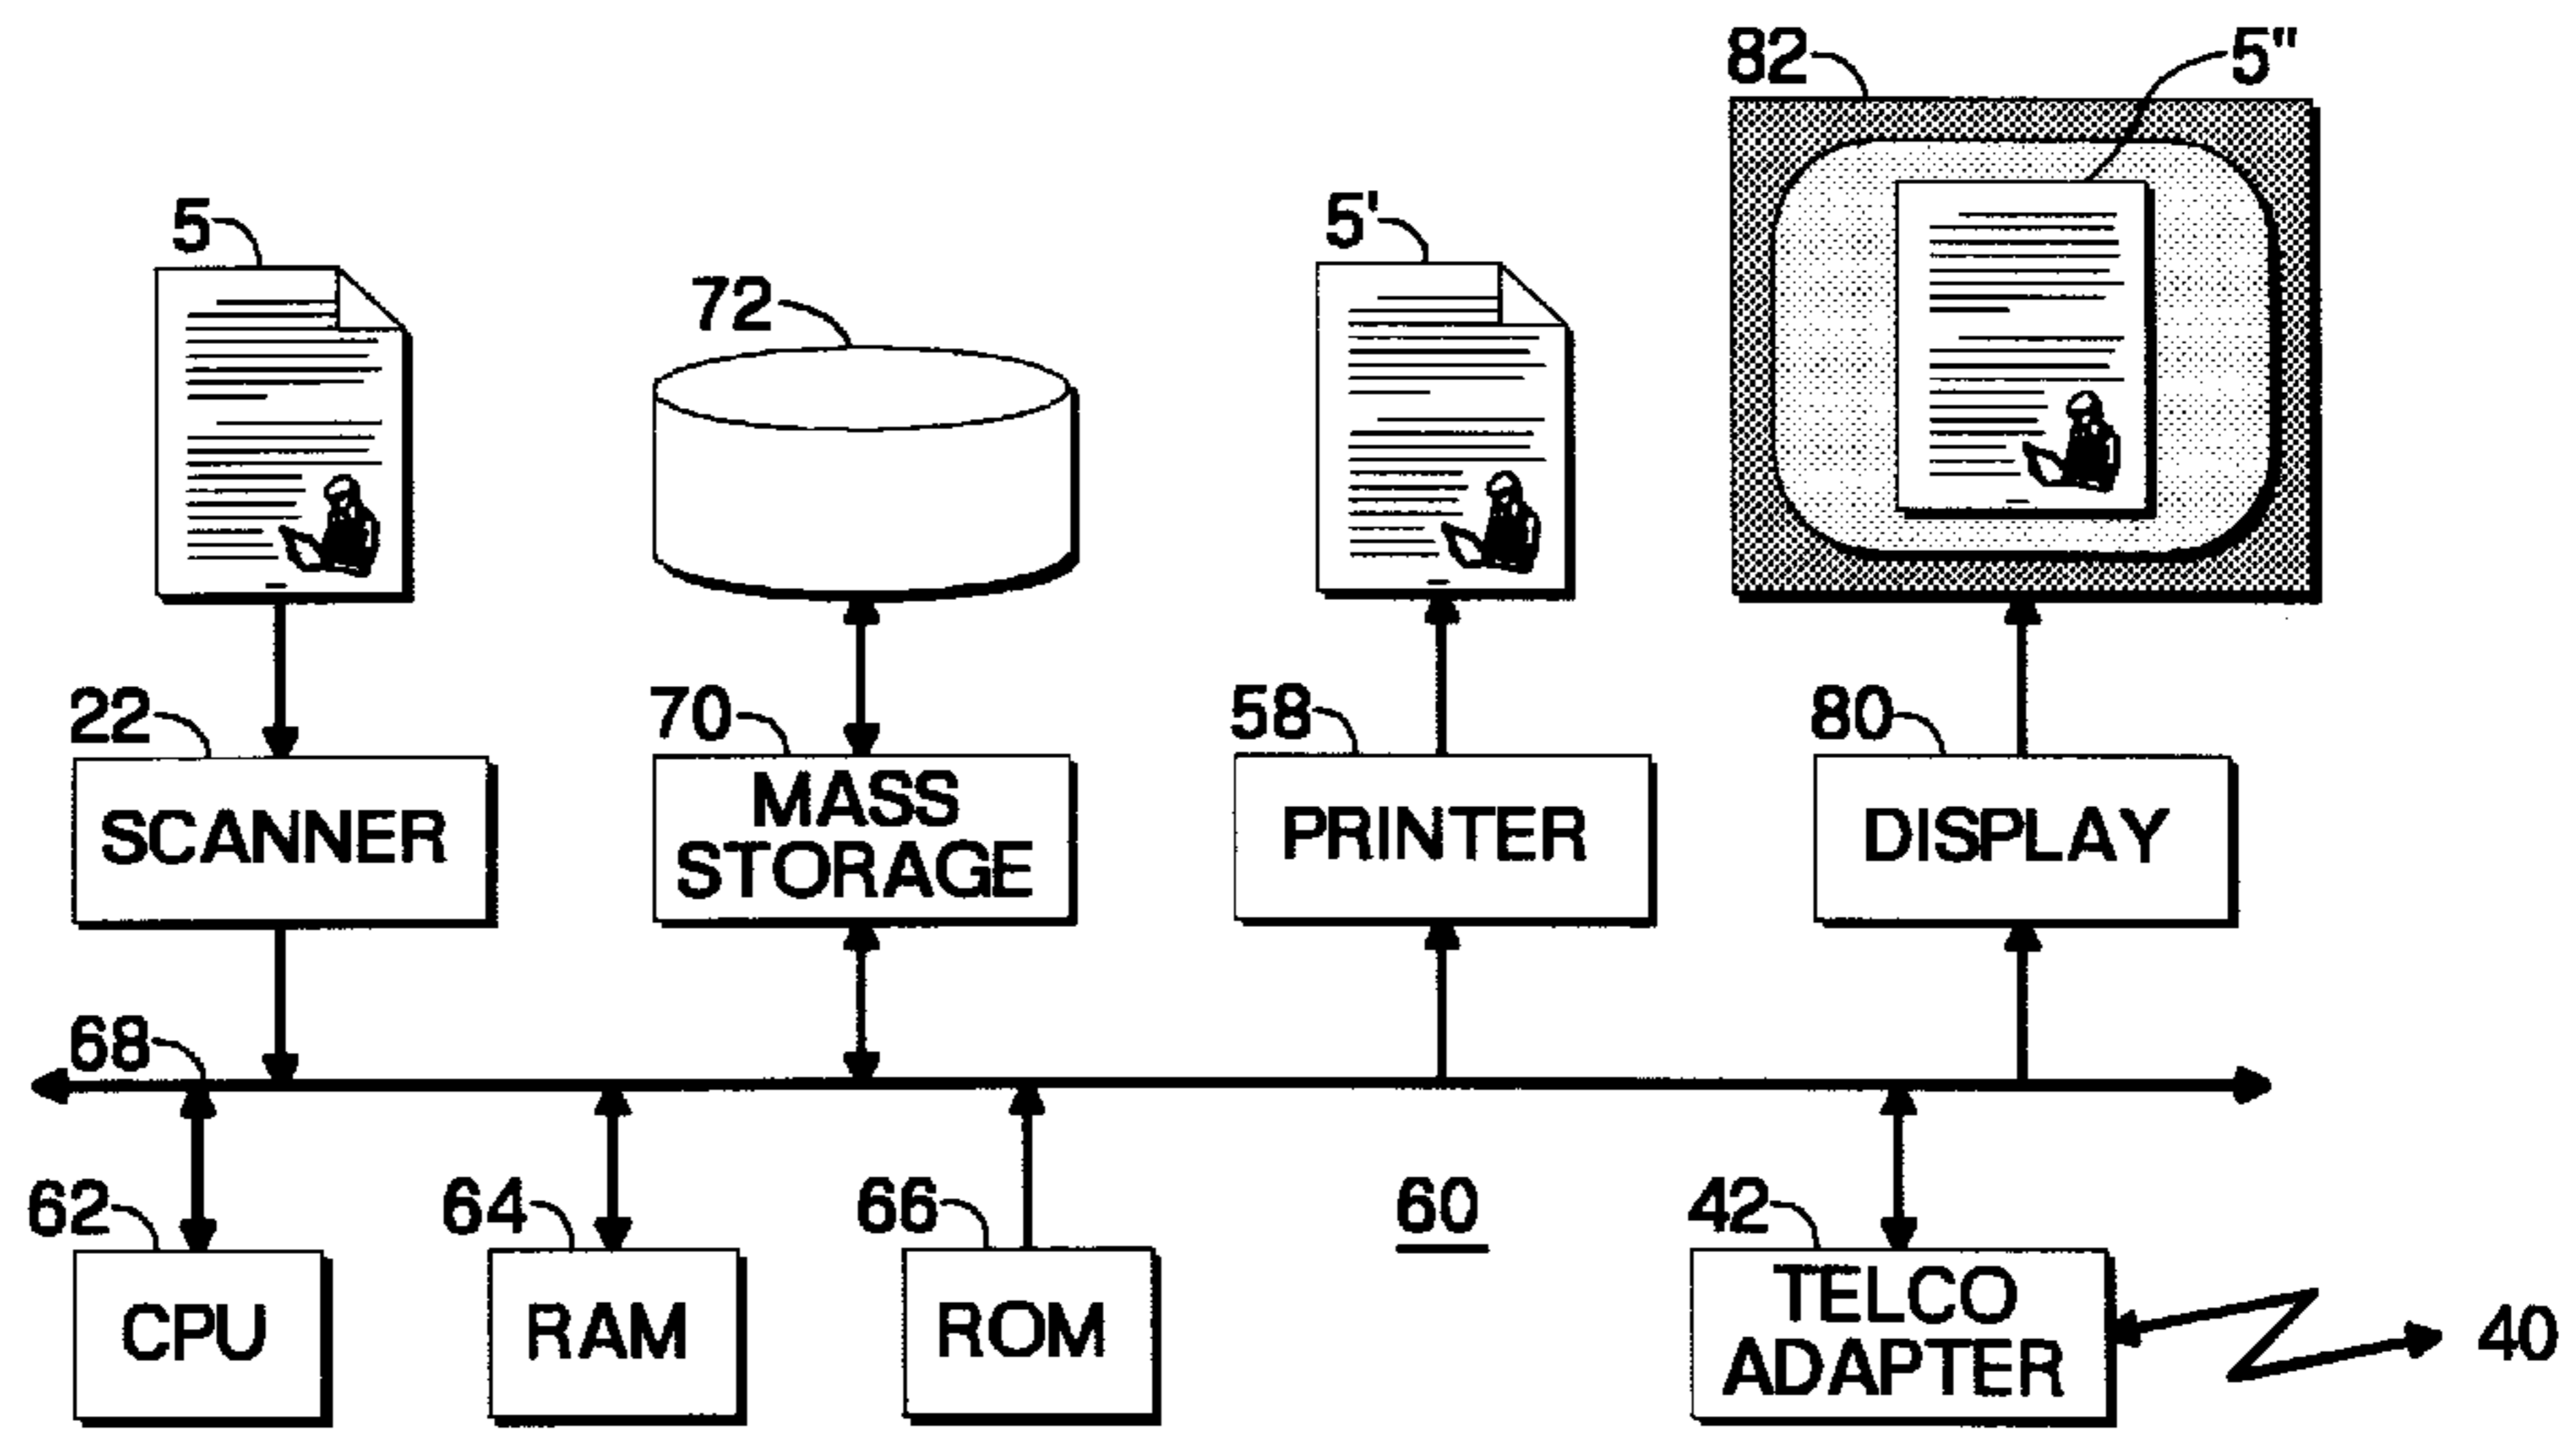 82 5"
5 5'
72
22 70 58 80
SCANNER
MASS
STORAGE
PRINTER
DISPLAY
68
62 64 66 60 42
CPU
RAM
ROM
TELCO
ADAPTER
40